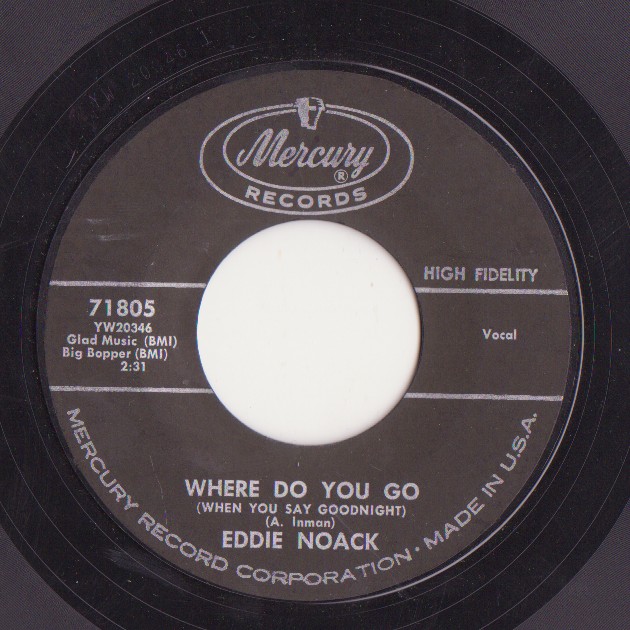 Mercury ®
RECORDS
HIGH FIDELITY
71805
YW20346
Glad Music (BMI)
Big Bopper (BMI)
2:31
Vocal
WHERE DO YOU GO
(WHEN YOU SAY GOODNIGHT)
(A. Inman)
EDDIE NOACK
MERCURY RECORD CORPORATION · MADE IN U.S.A.